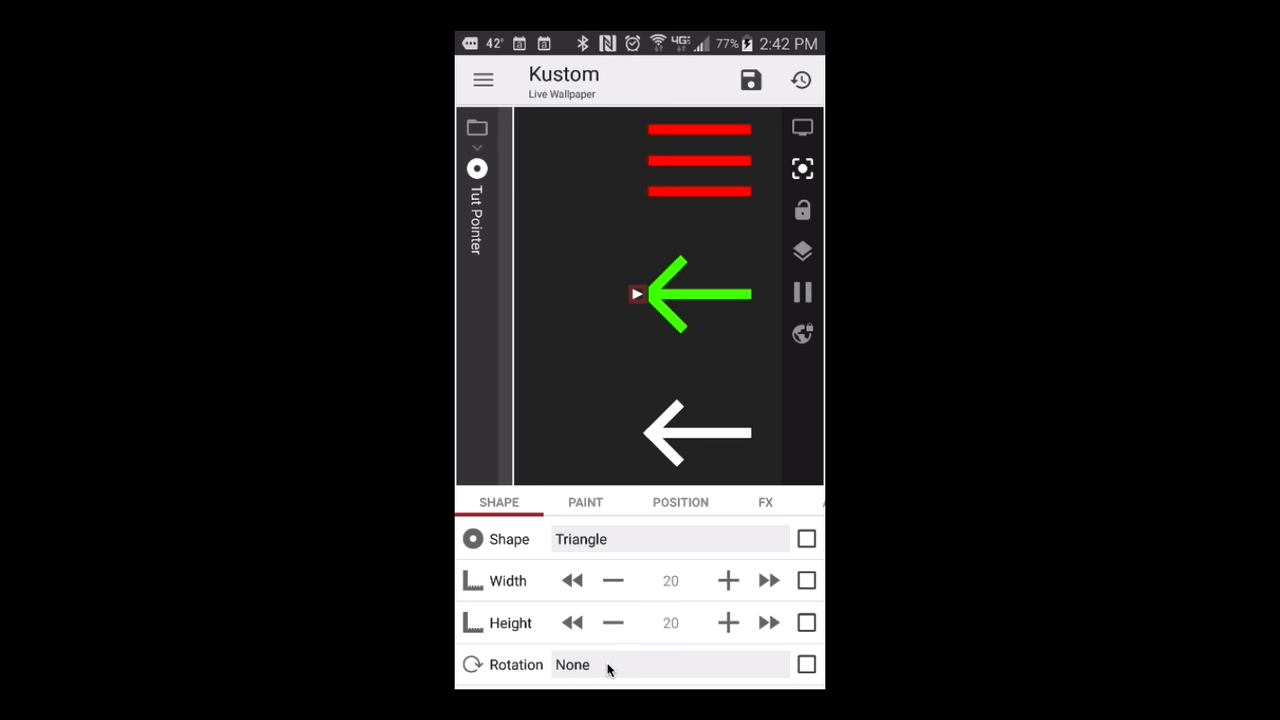 42° 4G 77% 2:42 PM
Kustom
Live Wallpaper
Tut Pointer
SHAPE PAINT POSITION FX
Shape Triangle
Width 20
Height 20
Rotation None